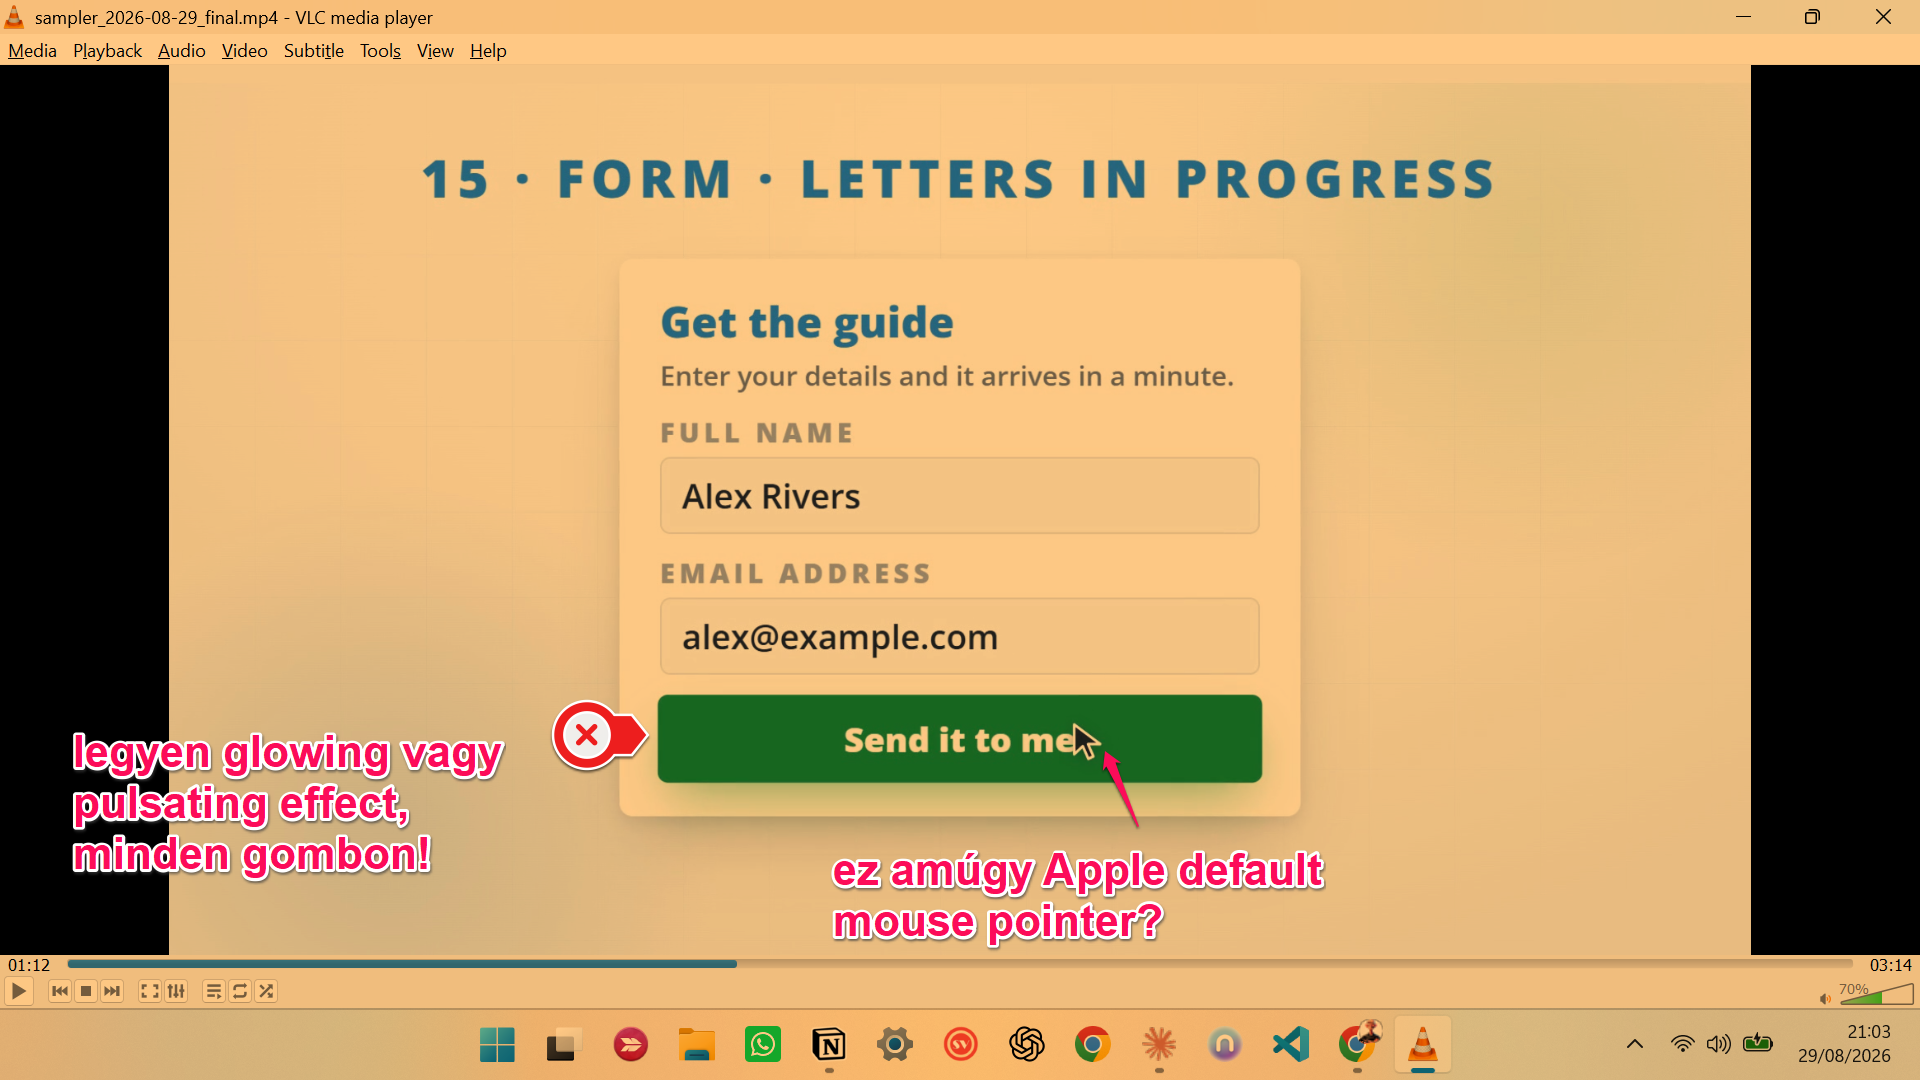 sampler_2026-08-29_final.mp4 - VLC media player
Media Playback Audio Video Subtitle Tools View Help
15 · FORM · LETTERS IN PROGRESS
Get the guide
Enter your details and it arrives in a minute.
FULL NAME
Alex Rivers
EMAIL ADDRESS
alex@example.com
Send it to me
legyen glowing vagy
pulsating effect,
minden gombon!
ez amúgy Apple default
mouse pointer?
01:12
03:14
70%
21:03
29/08/2026